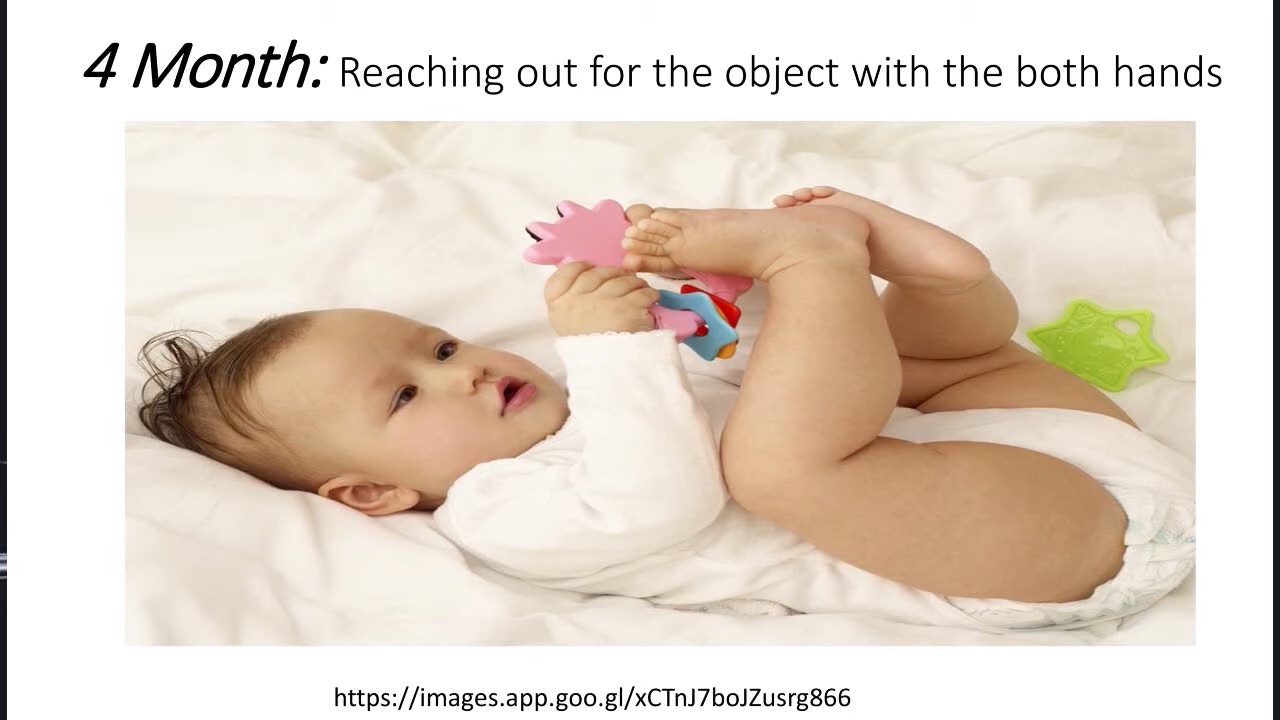 4 Month: Reaching out for the object with the both hands
https://images.app.goo.gl/xCTnJ7boJZusrg866